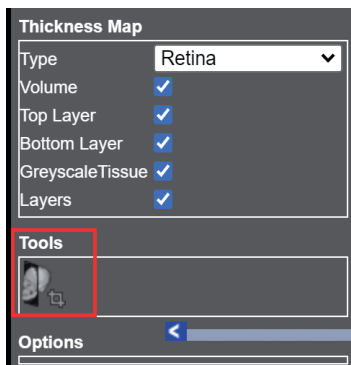 Thickness Map
Type Retina
Volume
Top Layer
Bottom Layer
GreyscaleTissue
Layers
Tools
<
Options